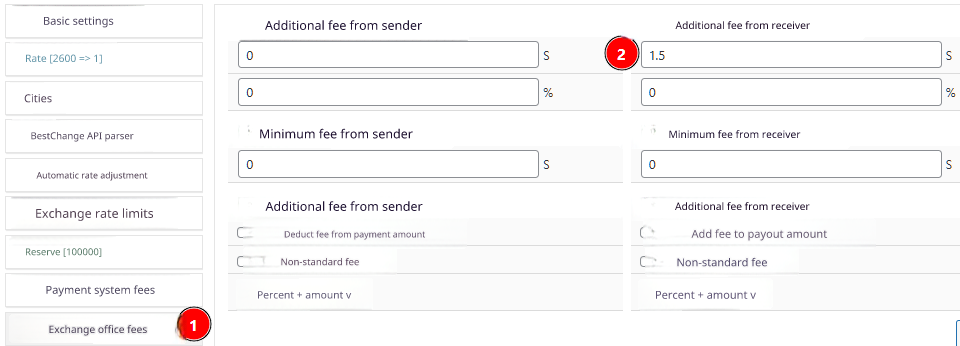 Basic settings
Rate [2600 => 1]
Cities
BestChange API parser
Automatic rate adjustment
Exchange rate limits
Reserve [100000]
Payment system fees
Exchange office fees
1
Additional fee from sender
0 S
0 %
Minimum fee from sender
0 S
Additional fee from sender
Deduct fee from payment amount
Non-standard fee
Percent + amount v
Additional fee from receiver
2
1.5 S
0 %
Minimum fee from receiver
0 S
Additional fee from receiver
Add fee to payout amount
Non-standard fee
Percent + amount v